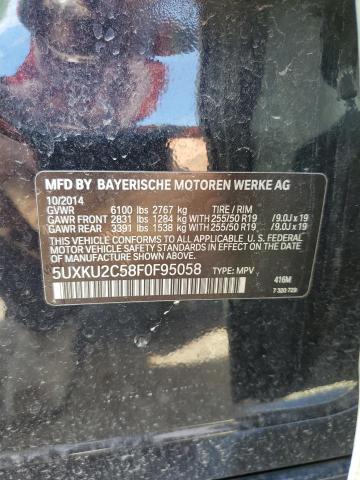 MFD BY BAYERISCHE MOTOREN WERKE AG
10/2014
GVWR 6100 lbs 2767 kg TIRE / RIM
GAWR FRONT 2831 lbs 1284 kg WITH 255/50 R19 / 9.0J x 19
GAWR REAR 3391 lbs 1538 kg WITH 255/50 R19 / 9.0J x 19
THIS VEHICLE CONFORMS TO ALL APPLICABLE U. S. FEDERAL
MOTOR VEHICLE SAFETY STANDARDS IN EFFECT ON
THE DATE OF MANUFACTURE SHOWN ABOVE.
5UXKU2C58F0F95058 TYPE: MPV
416M
7 320 729